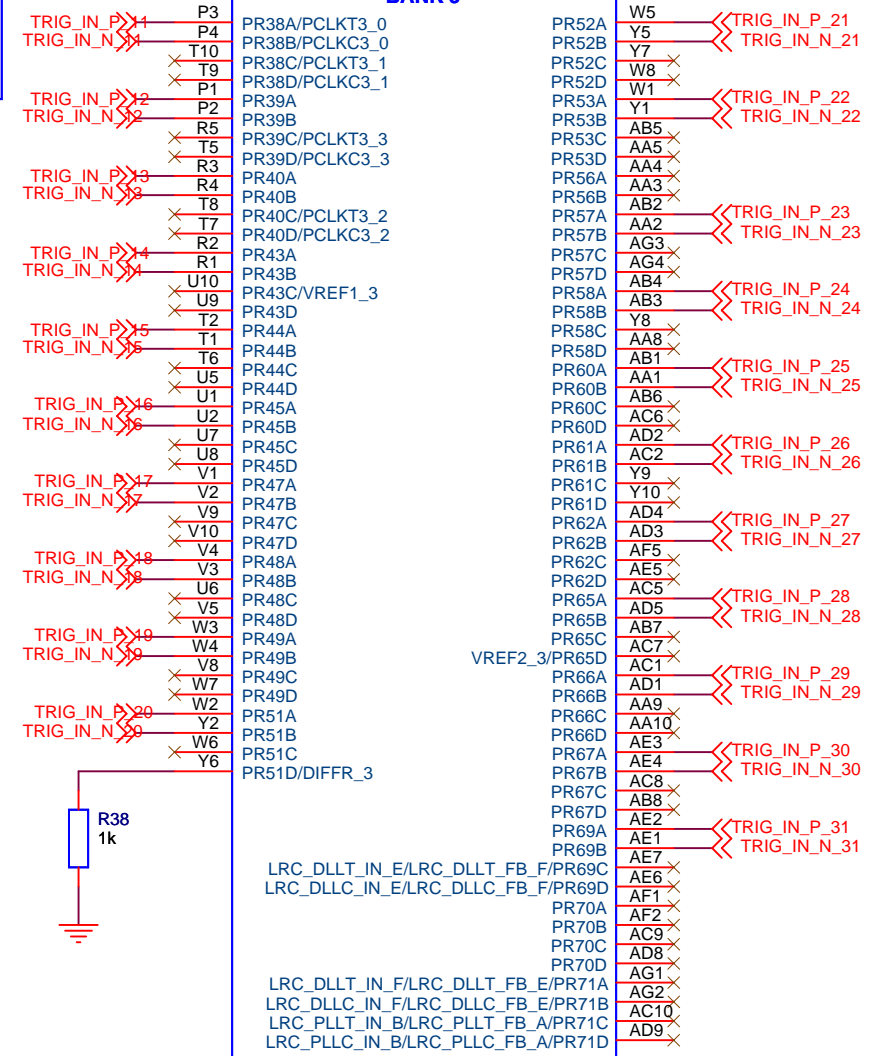 BANK 3
TRIG_IN_P_11 P3 PR38A/PCLKT3_0 PR52A W5 TRIG_IN_P_21
TRIG_IN_N_11 P4 PR38B/PCLKC3_0 PR52B Y5 TRIG_IN_N_21
T10 PR38C/PCLKT3_1 PR52C Y7
T9 PR38D/PCLKC3_1 PR52D W8
TRIG_IN_P_12 P1 PR39A PR53A W1 TRIG_IN_P_22
TRIG_IN_N_12 P2 PR39B PR53B Y1 TRIG_IN_N_22
R5 PR39C/PCLKT3_3 PR53C AB5
T5 PR39D/PCLKC3_3 PR53D AA5
TRIG_IN_P_13 R3 PR40A PR56A AA4
TRIG_IN_N_13 R4 PR40B PR56B AA3
T8 PR40C/PCLKT3_2 PR57A AB2 TRIG_IN_P_23
T7 PR40D/PCLKC3_2 PR57B AA2 TRIG_IN_N_23
TRIG_IN_P_14 R2 PR43A PR57C AG3
TRIG_IN_N_14 R1 PR43B PR57D AG4
U10 PR43C/VREF1_3 PR58A AB4 TRIG_IN_P_24
U9 PR43D PR58B AB3 TRIG_IN_N_24
TRIG_IN_P_15 T2 PR44A PR58C Y8
TRIG_IN_N_15 T1 PR44B PR58D AA8
T6 PR44C PR60A AB1 TRIG_IN_P_25
U5 PR44D PR60B AA1 TRIG_IN_N_25
TRIG_IN_P_16 U1 PR45A PR60C AB6
TRIG_IN_N_16 U2 PR45B PR60D AC6
U7 PR45C PR61A AD2 TRIG_IN_P_26
U8 PR45D PR61B AC2 TRIG_IN_N_26
TRIG_IN_P_17 V1 PR47A PR61C Y9
TRIG_IN_N_17 V2 PR47B PR61D Y10
V9 PR47C PR62A AD4 TRIG_IN_P_27
V10 PR47D PR62B AD3 TRIG_IN_N_27
TRIG_IN_P_18 V4 PR48A PR62C AF5
TRIG_IN_N_18 V3 PR48B PR62D AE5
U6 PR48C PR65A AC5 TRIG_IN_P_28
V5 PR48D PR65B AD5 TRIG_IN_N_28
TRIG_IN_P_19 W3 PR49A PR65C AB7
TRIG_IN_N_19 W4 PR49B VREF2_3/PR65D AC7
V8 PR49C PR66A AC1 TRIG_IN_P_29
W7 PR49D PR66B AD1 TRIG_IN_N_29
TRIG_IN_P_20 W2 PR51A PR66C AA9
TRIG_IN_N_20 Y2 PR51B PR66D AA10
W6 PR51C PR67A AE3 TRIG_IN_P_30
Y6 PR51D/DIFFR_3 PR67B AE4 TRIG_IN_N_30
PR67C AC8
R38 PR67D AB8
1k PR69A AE2 TRIG_IN_P_31
PR69B AE1 TRIG_IN_N_31
LRC_DLLT_IN_E/LRC_DLLT_FB_F/PR69C AE7
LRC_DLLC_IN_E/LRC_DLLC_FB_F/PR69D AE6
PR70A AF1
PR70B AF2
PR70C AC9
PR70D AD8
LRC_DLLT_IN_F/LRC_DLLT_FB_E/PR71A AG1
LRC_DLLC_IN_F/LRC_DLLC_FB_E/PR71B AG2
LRC_PLLT_IN_B/LRC_PLLT_FB_A/PR71C AC10
LRC_PLLC_IN_B/LRC_PLLC_FB_A/PR71D AD9